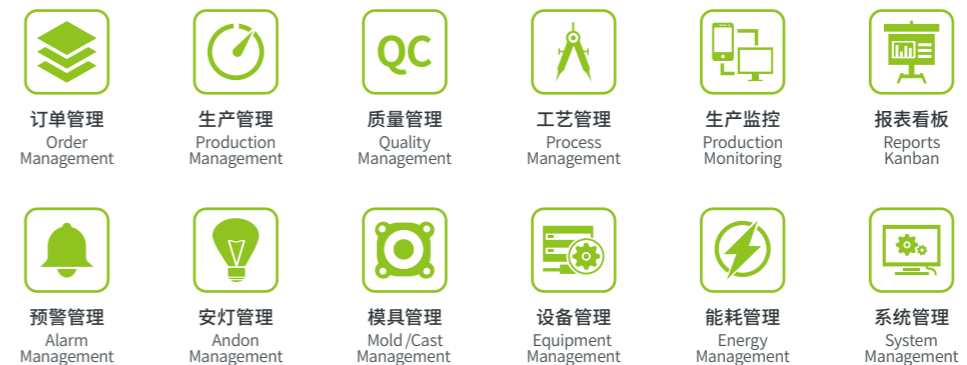 QC
订单管理 生产管理 质量管理 工艺管理 生产监控 报表看板
Order Production Quality Process Production Reports
Management Management Management Management Monitoring Kanban
预警管理 安灯管理 模具管理 设备管理 能耗管理 系统管理
Alarm Andon Mold /Cast Equipment Energy System
Management Management Management Management Management Management